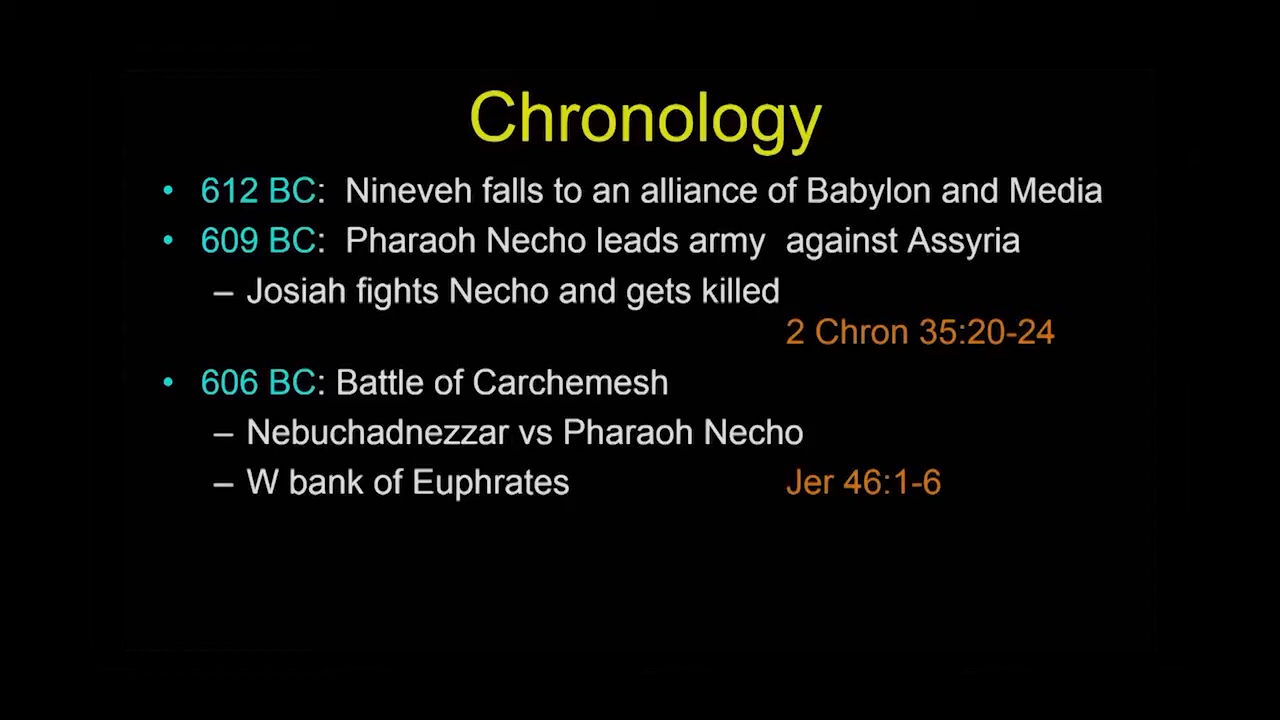 Chronology
• 612 BC: Nineveh falls to an alliance of Babylon and Media
• 609 BC: Pharaoh Necho leads army against Assyria
– Josiah fights Necho and gets killed
2 Chron 35:20-24
• 606 BC: Battle of Carchemesh
– Nebuchadnezzar vs Pharaoh Necho
– W bank of Euphrates Jer 46:1-6